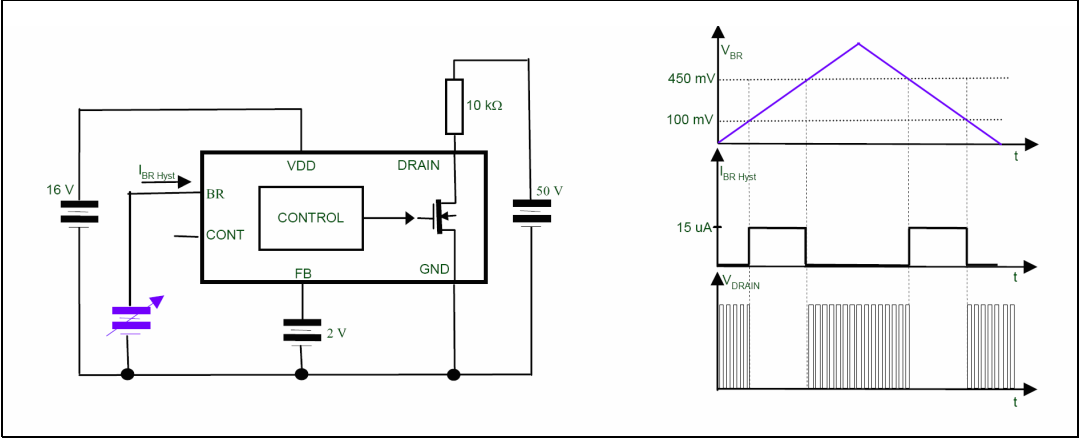 10 kΩ
VDD
DRAIN
I BR Hyst
16 V
BR
50 V
CONTROL
CONT
GND
FB
2 V
V BR
450 mV
100 mV
t
I BR Hyst
15 uA
t
V DRAIN
t